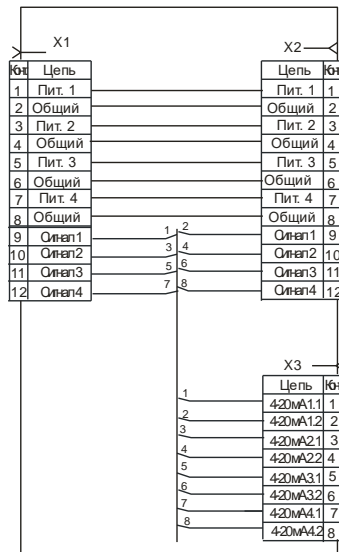 X1
Кон Цепь
1 Пит. 1
2 Общий
3 Пит. 2
4 Общий
5 Пит. 3
6 Общий
7 Пит. 4
8 Общий
9 Сигнал1
10 Сигнал2
11 Сигнал3
12 Сигнал4
1
3
5
7
2
4
6
8
X2
Цепь Кон
Пит. 1 1
Общий 2
Пит. 2 3
Общий 4
Пит. 3 5
Общий 6
Пит. 4 7
Общий 8
Сигнал1 9
Сигнал2 10
Сигнал3 11
Сигнал4 12
X3
Цепь Кон
1 4-20мА1.1 1
2 4-20мА1.2 2
3 4-20мА2.1 3
4 4-20мА2.2 4
5 4-20мА3.1 5
6 4-20мА3.2 6
7 4-20мА4.1 7
8 4-20мА4.2 8